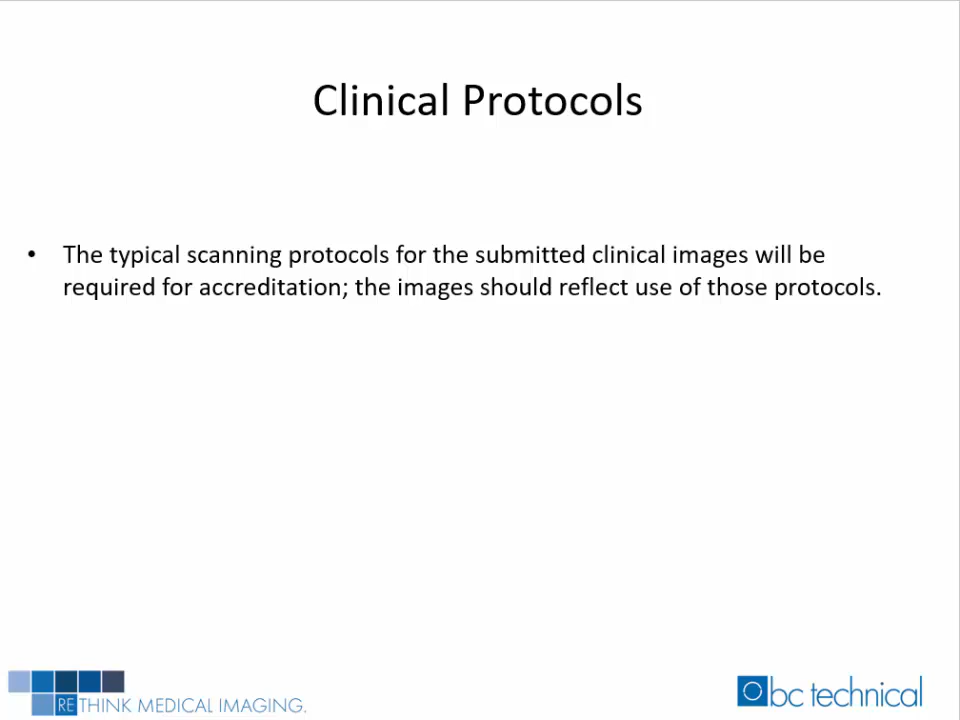 Clinical Protocols
• The typical scanning protocols for the submitted clinical images will be
required for accreditation; the images should reflect use of those protocols.
RETHINK MEDICAL IMAGING.
bc technical